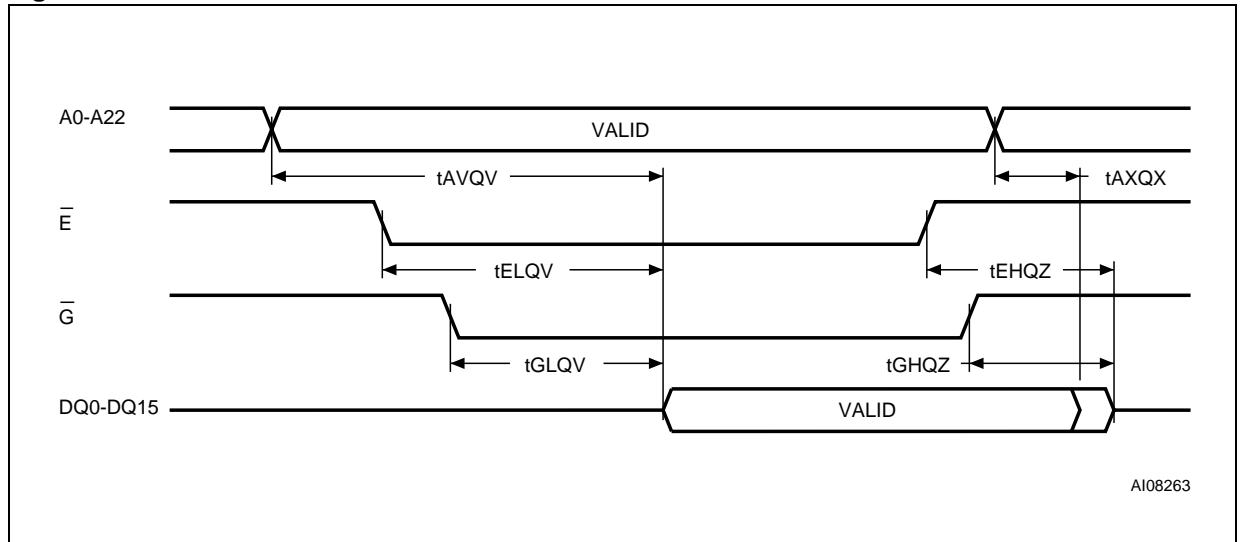 A0-A22
VALID
tAVQV
tAXQX
E̅
tELQV
tEHQZ
G̅
tGLQV
tGHQZ
DQ0-DQ15
VALID
AI08263